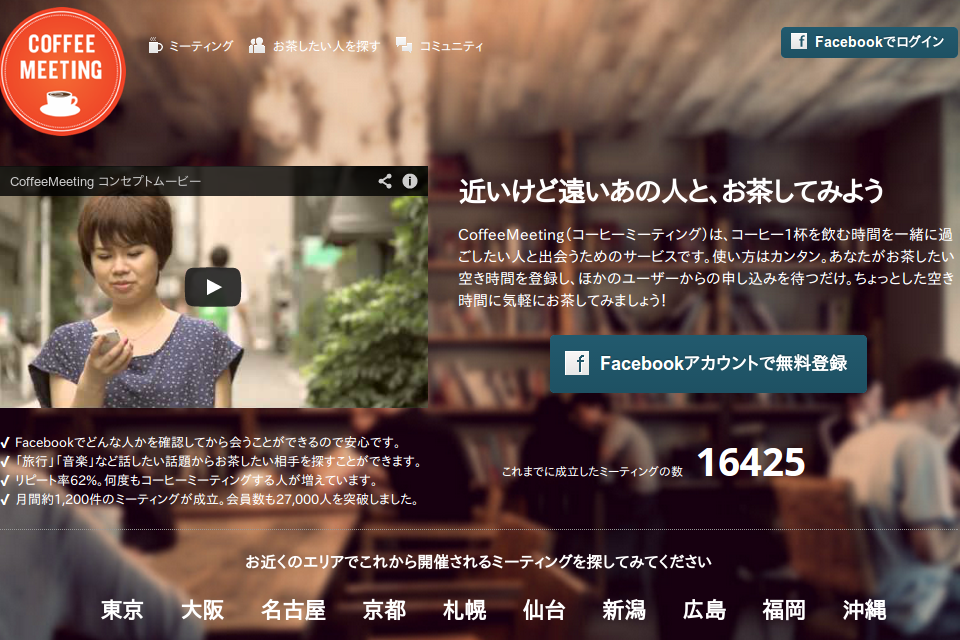 COFFEE
MEETING
ミーティング
お茶したい人を探す
コミュニティ
Facebookでログイン
CoffeeMeeting コンセプトムービー
近いけど遠いあの人と、お茶してみよう
CoffeeMeeting（コーヒーミーティング）は、コーヒー1杯を飲む時間を一緒に過
ごしたい人と出会うためのサービスです。使い方はカンタン。あなたがお茶したい
空き時間を登録し、ほかのユーザーからの申し込みを待つだけ。ちょっとした空き
時間に気軽にお茶してみましょう！
Facebookアカウントで無料登録
✔ Facebookでどんな人かを確認してから会うことができるので安心です。
✔ 「旅行」「音楽」など話したい話題からお茶したい相手を探すことができます。
✔ リピート率62%。何度もコーヒーミーティングする人が増えています。
✔ 月間約1,200件のミーティングが成立。会員数も27,000人を突破しました。
これまでに成立したミーティングの数 16425
お近くのエリアでこれから開催されるミーティングを探してみてください
東京 大阪 名古屋 京都 札幌 仙台 新潟 広島 福岡 沖縄